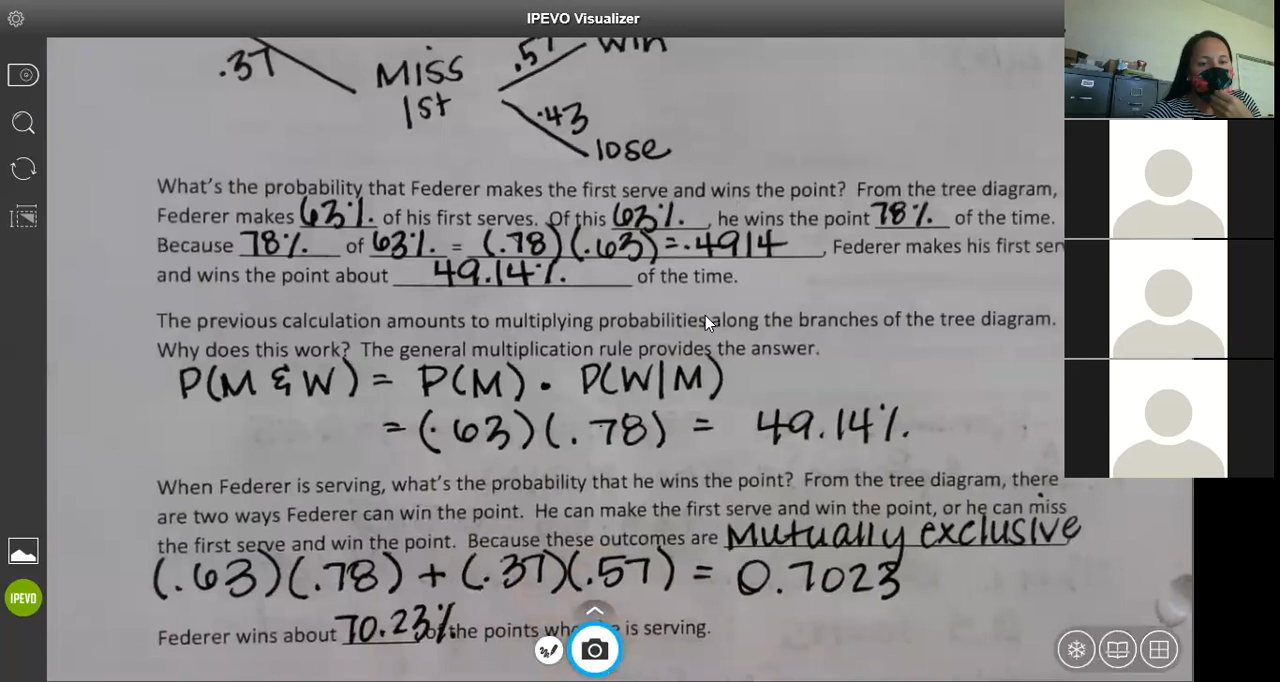 IPEVO Visualizer
.37
Miss
1st
.57
win
.43
lose
What's the probability that Federer makes the first serve and wins the point? From the tree diagram,
Federer makes 63% of his first serves. Of this 63%, he wins the point 78% of the time.
Because 78% of 63% = (.78)(.63) = .4914, Federer makes his first ser
and wins the point about 49.14% of the time.
The previous calculation amounts to multiplying probabilities along the branches of the tree diagram.
Why does this work? The general multiplication rule provides the answer.
P(M & W) = P(M) • P(W|M)
= (.63)(.78) = 49.14%.
When Federer is serving, what's the probability that he wins the point? From the tree diagram, there
are two ways Federer can win the point. He can make the first serve and win the point, or he can miss
the first serve and win the point. Because these outcomes are Mutually exclusive
(.63)(.78) + (.37)(.57) = 0.7023
Federer wins about 70.23% of the points whe is serving.
IPEVO